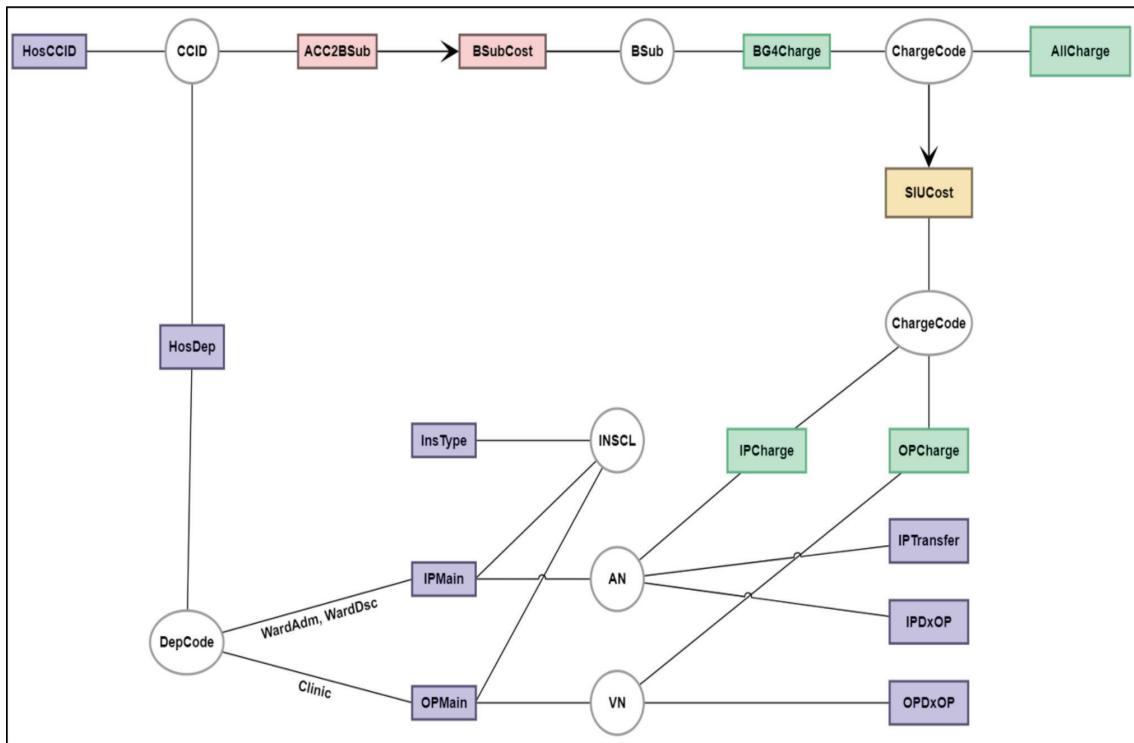 HosCCID
CCID
ACC2BSub
BSubCost
BSub
BG4Charge
ChargeCode
AllCharge
SIUCost
HosDep
ChargeCode
InsType
INSCL
IPCharge
OPCharge
IPTransfer
IPMain
AN
WardAdm, WardDsc
IPDxOP
DepCode
Clinic
OPMain
VN
OPDxOP